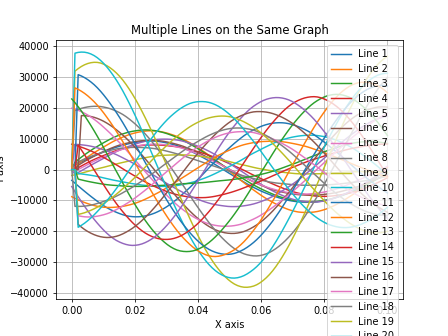 Multiple Lines on the Same Graph
40000
30000
20000
10000
0
-10000
-20000
-30000
-40000
0.00
0.02
0.04
0.06
X axis
Line 1
Line 2
Line 3
Line 4
Line 5
Line 6
Line 7
Line 8
Line 9
Line 10
Line 11
Line 12
Line 13
Line 14
Line 15
Line 16
Line 17
Line 18
Line 19
Line 20